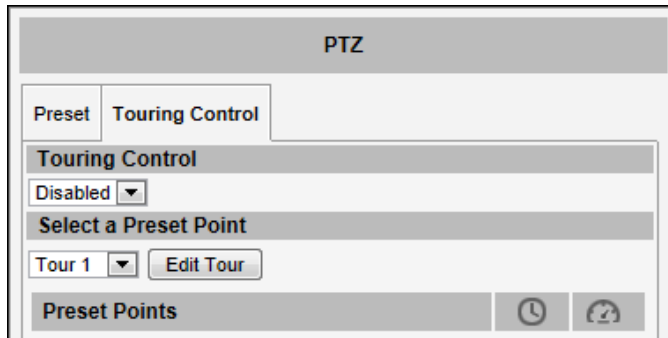 PTZ
Preset Touring Control
Touring Control
Disabled
Select a Preset Point
Tour 1 Edit Tour
Preset Points